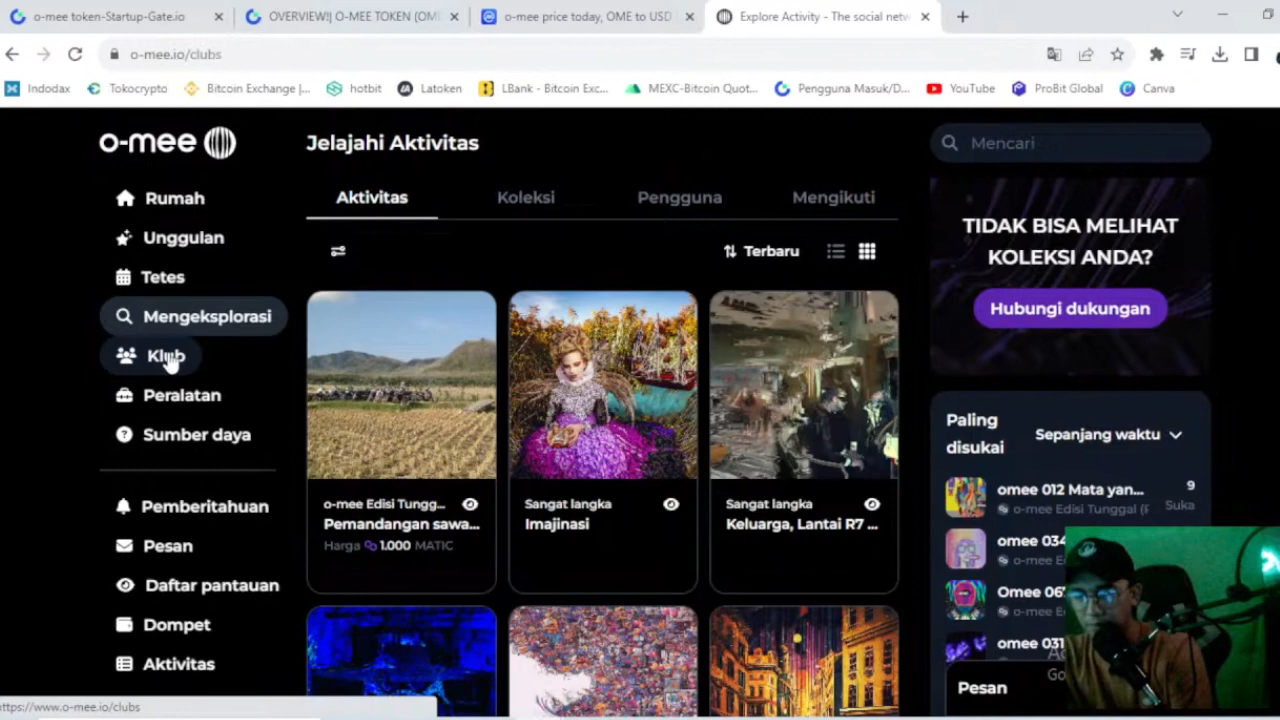 o-mee token-Startup-Gate.io
OVERVIEW!| O-MEE TOKEN (OM
o-mee price today, OME to USD
Explore Activity - The social netw
o-mee.io/clubs
Indodax
Tokocrypto
Bitcoin Exchange |...
hotbit
Latoken
LBank - Bitcoin Exc...
MEXC-Bitcoin Quot...
Pengguna Masuk/D...
YouTube
ProBit Global
Canva
o-mee
Jelajahi Aktivitas
Mencari
Rumah
Unggulan
Tetes
Mengeksplorasi
Klub
Peralatan
Sumber daya
Pemberitahuan
Pesan
Daftar pantauan
Dompet
Aktivitas
Aktivitas
Koleksi
Pengguna
Mengikuti
Terbaru
o-mee Edisi Tungg...
Pemandangan sawa...
Harga 1.000 MATIC
Sangat langka
Imajinasi
Sangat langka
Keluarga, Lantai R7 ...
TIDAK BISA MELIHAT
KOLEKSI ANDA?
Hubungi dukungan
Paling
disukai
Sepanjang waktu
omee 012 Mata yan...
9
o-mee Edisi Tunggal (F
Suka
omee 034
o-mee E
Omee 06
o-mee E
omee 031
Pesan
https://www.o-mee.io/clubs